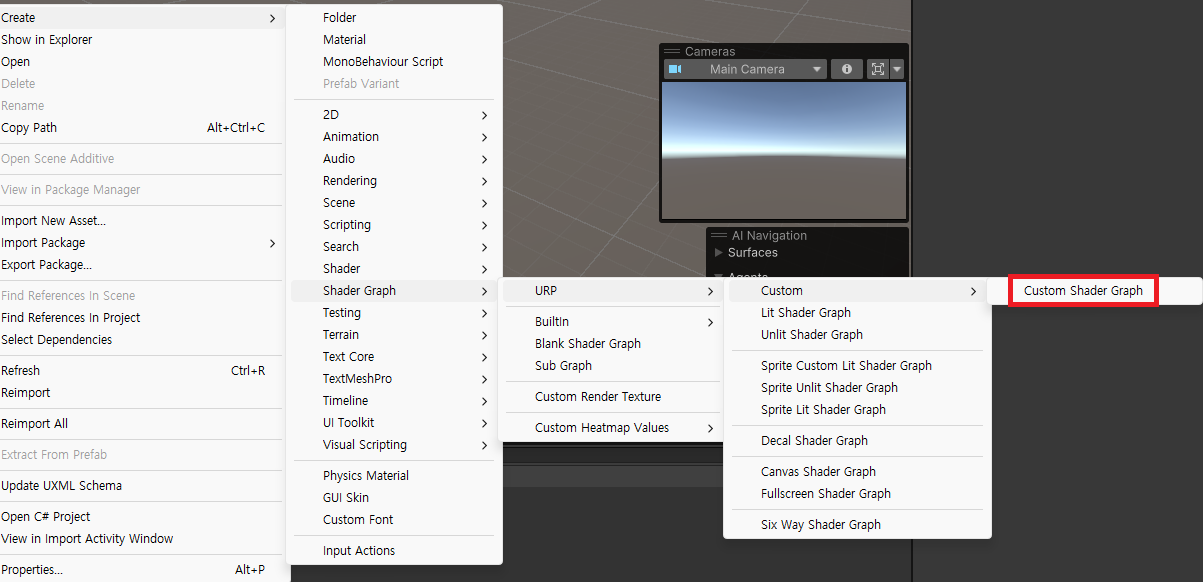 Create
Show in Explorer
Open
Delete
Rename
Copy Path Alt+Ctrl+C
Open Scene Additive
View in Package Manager
Import New Asset...
Import Package
Export Package...
Find References In Scene
Find References In Project
Select Dependencies
Refresh Ctrl+R
Reimport
Reimport All
Extract From Prefab
Update UXML Schema
Open C# Project
View in Import Activity Window
Properties... Alt+P
Folder
Material
MonoBehaviour Script
Prefab Variant
2D
Animation
Audio
Rendering
Scene
Scripting
Search
Shader
Shader Graph
Testing
Terrain
Text Core
TextMeshPro
Timeline
UI Toolkit
Visual Scripting
Physics Material
GUI Skin
Custom Font
Input Actions
URP
BuiltIn
Blank Shader Graph
Sub Graph
Custom Render Texture
Custom Heatmap Values
Cameras
Main Camera
AI Navigation
Surfaces
Agents
Custom
Lit Shader Graph
Unlit Shader Graph
Sprite Custom Lit Shader Graph
Sprite Unlit Shader Graph
Sprite Lit Shader Graph
Decal Shader Graph
Canvas Shader Graph
Fullscreen Shader Graph
Six Way Shader Graph
Custom Shader Graph